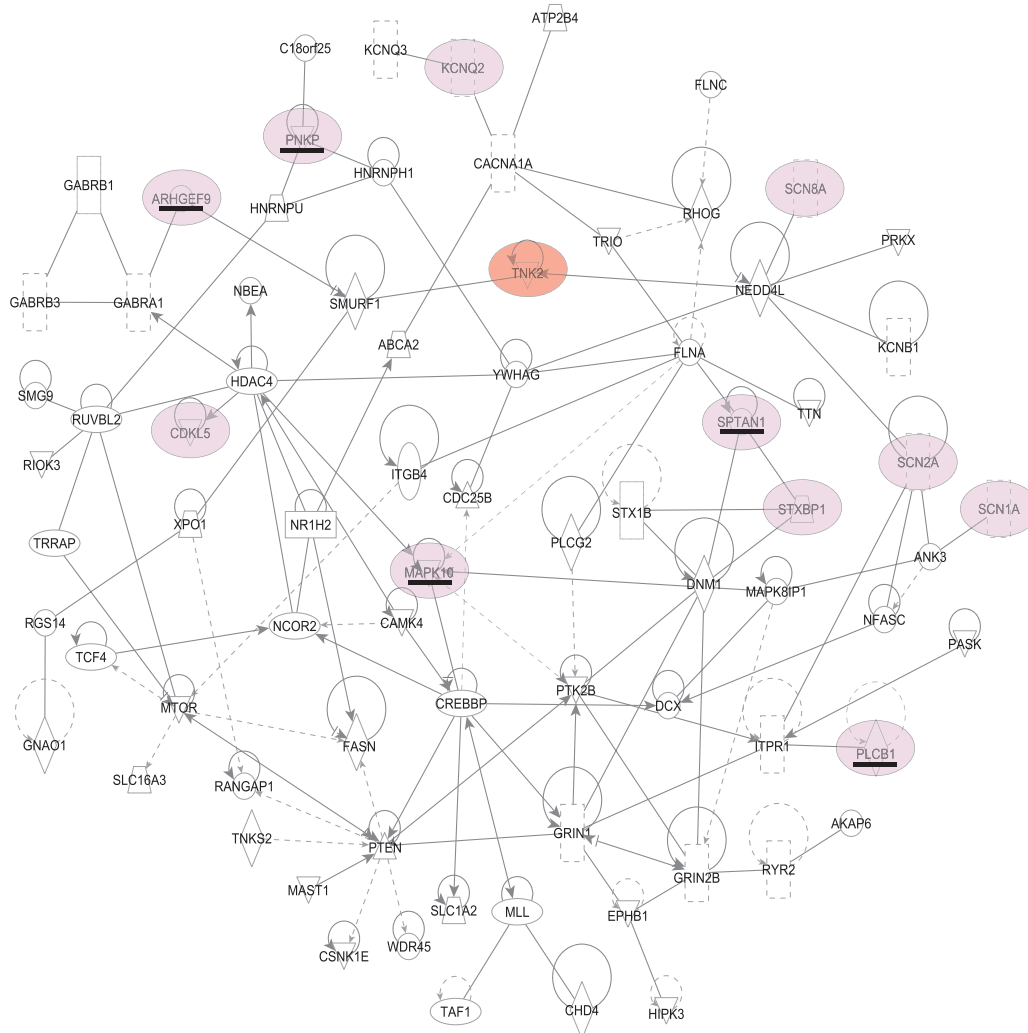 ATP2B4
KCNQ3
C18orf25
KCNQ2
FLNC
PNKP
CACNA1A
HNRNPH1
GABRB1
SCN8A
ARHGEF9
HNRNPU
RHOG
TRIO
PRKX
TNK2
NBEA
NEDD4L
GABRB3
GABRA1
SMURF1
ABCA2
KCNB1
FLNA
YWHAG
HDAC4
SMG9
TTN
RUVBL2
SPTAN1
CDKL5
SCN2A
RIOK3
ITGB4
CDC25B
STXBP1
SCN1A
STX1B
XPO1
NR1H2
TRRAP
PLCG2
ANK3
MAPK10
DNM1
MAPK8IP1
RGS14
NCOR2
CAMK4
NFASC
PASK
TCF4
PTK2B
CREBBP
DCX
MTOR
GNAO1
FASN
ITPR1
PLCB1
SLC16A3
RANGAP1
AKAP6
TNKS2
GRIN1
PTEN
RYR2
GRIN2B
MAST1
SLC1A2
MLL
EPHB1
WDR45
CSNK1E
TAF1
CHD4
HIPK3